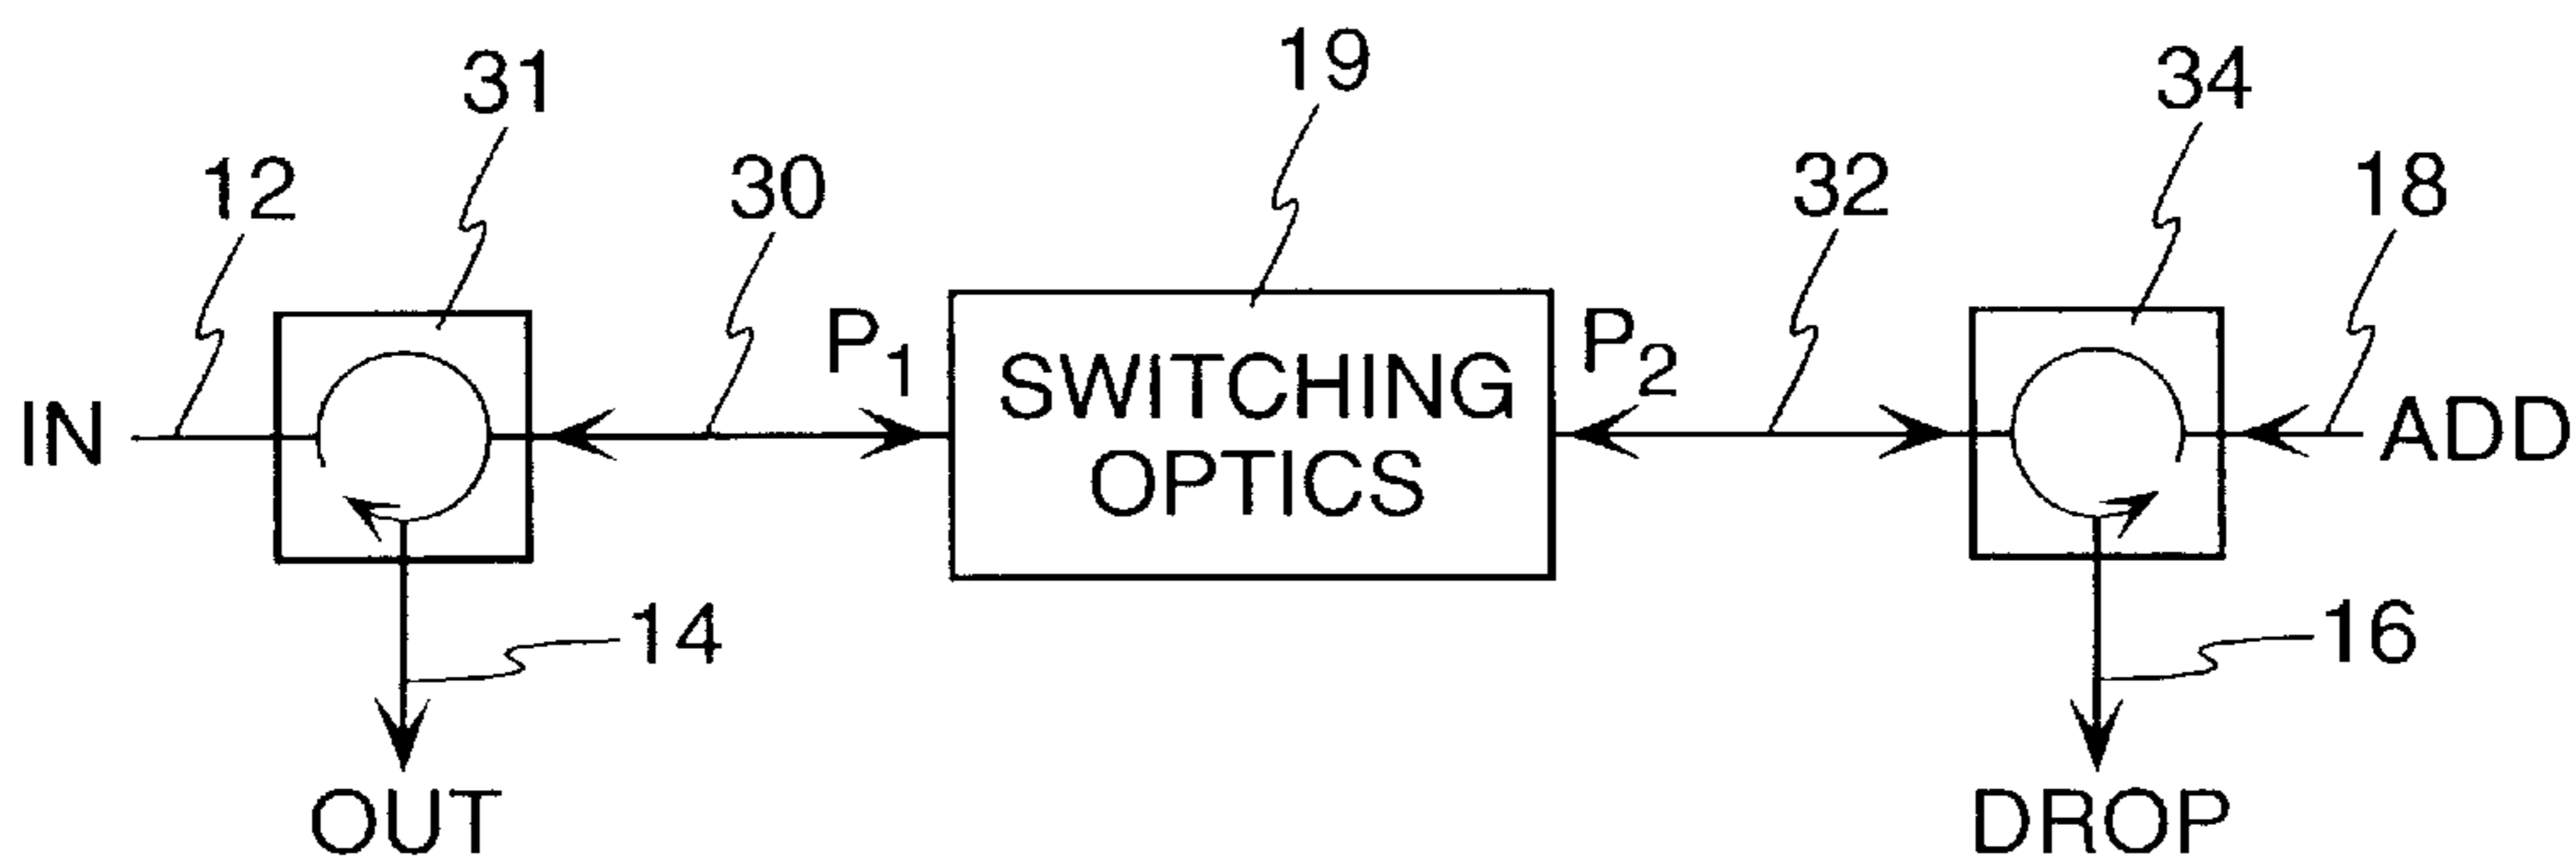 31
19
34
12
30
32
18
P1
P2
IN
SWITCHING
OPTICS
ADD
14
16
OUT
DROP